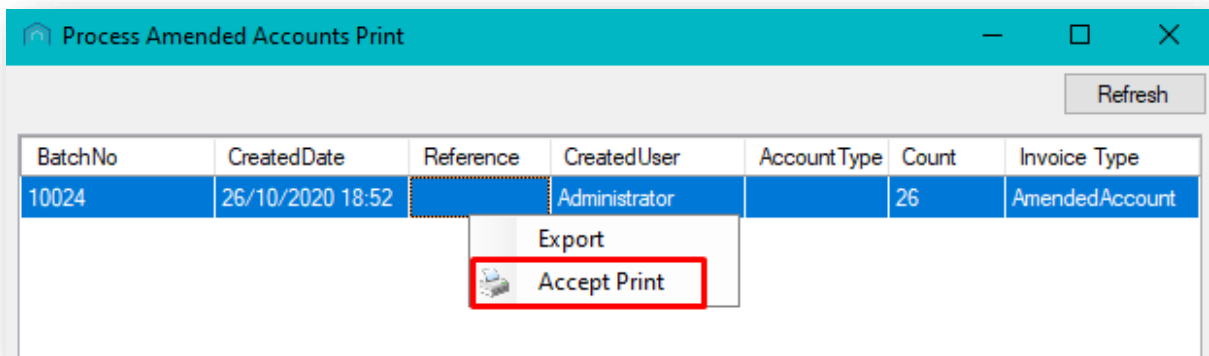 Process Amended Accounts Print
Refresh
BatchNo CreatedDate Reference CreatedUser AccountType Count Invoice Type
10024 26/10/2020 18:52 Administrator 26 AmendedAccount
Export
Accept Print